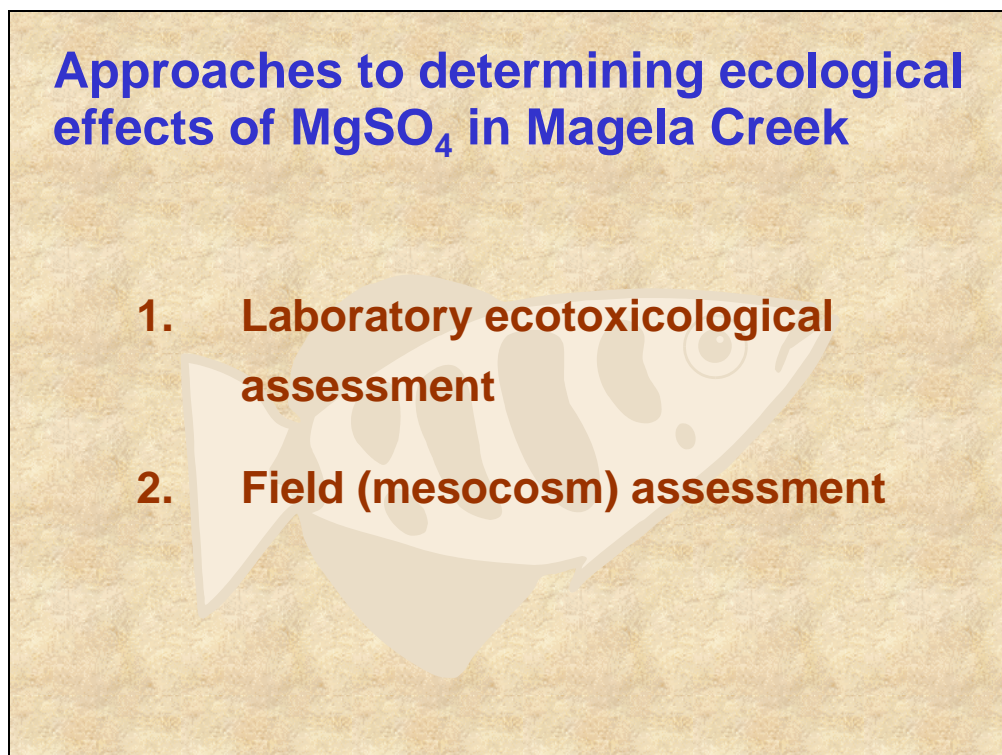 Approaches to determining ecological
effects of MgSO₄ in Magela Creek
1. Laboratory ecotoxicological
assessment
2. Field (mesocosm) assessment